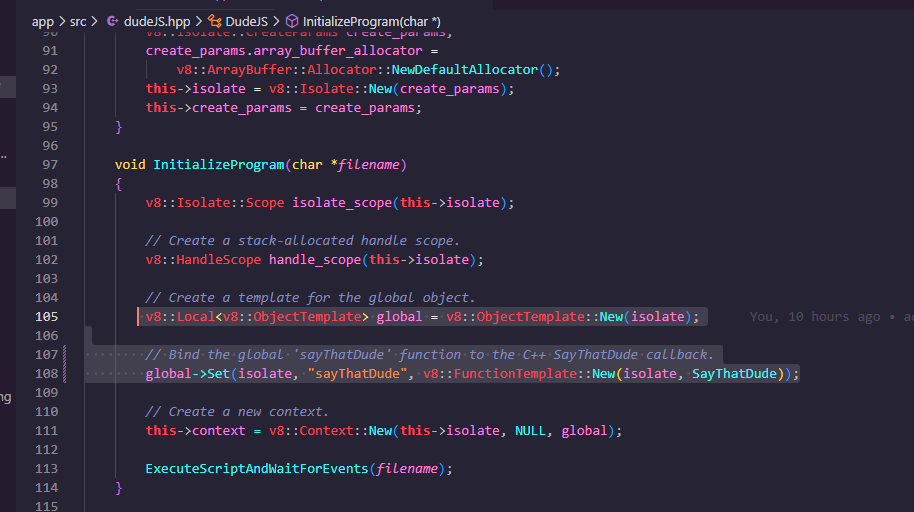 app > src > dudeJS.hpp > DudeJS > InitializeProgram(char *)
90 v8::Isolate::CreateParams create_params;
91 create_params.array_buffer_allocator =
92 v8::ArrayBuffer::Allocator::NewDefaultAllocator();
93 this->isolate = v8::Isolate::New(create_params);
94 this->create_params = create_params;
95 }
96
97 void InitializeProgram(char *filename)
98 {
99 v8::Isolate::Scope isolate_scope(this->isolate);
100
101 // Create a stack-allocated handle scope.
102 v8::HandleScope handle_scope(this->isolate);
103
104 // Create a template for the global object.
105 v8::Local<v8::ObjectTemplate> global = v8::ObjectTemplate::New(isolate); You, 10 hours ago •
106
107 // Bind the global 'sayThatDude' function to the C++ SayThatDude callback.
108 global->Set(isolate, "sayThatDude", v8::FunctionTemplate::New(isolate, SayThatDude));
109
110 // Create a new context.
111 this->context = v8::Context::New(this->isolate, NULL, global);
112
113 ExecuteScriptAndWaitForEvents(filename);
114 }
115